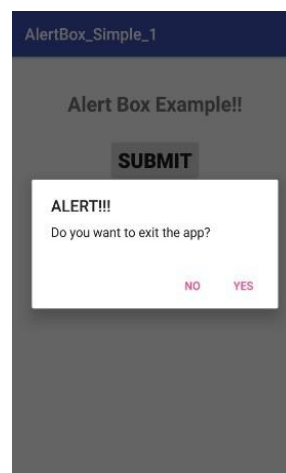 AlertBox_Simple_1
Alert Box Example!!
SUBMIT
ALERT!!!
Do you want to exit the app?
NO YES